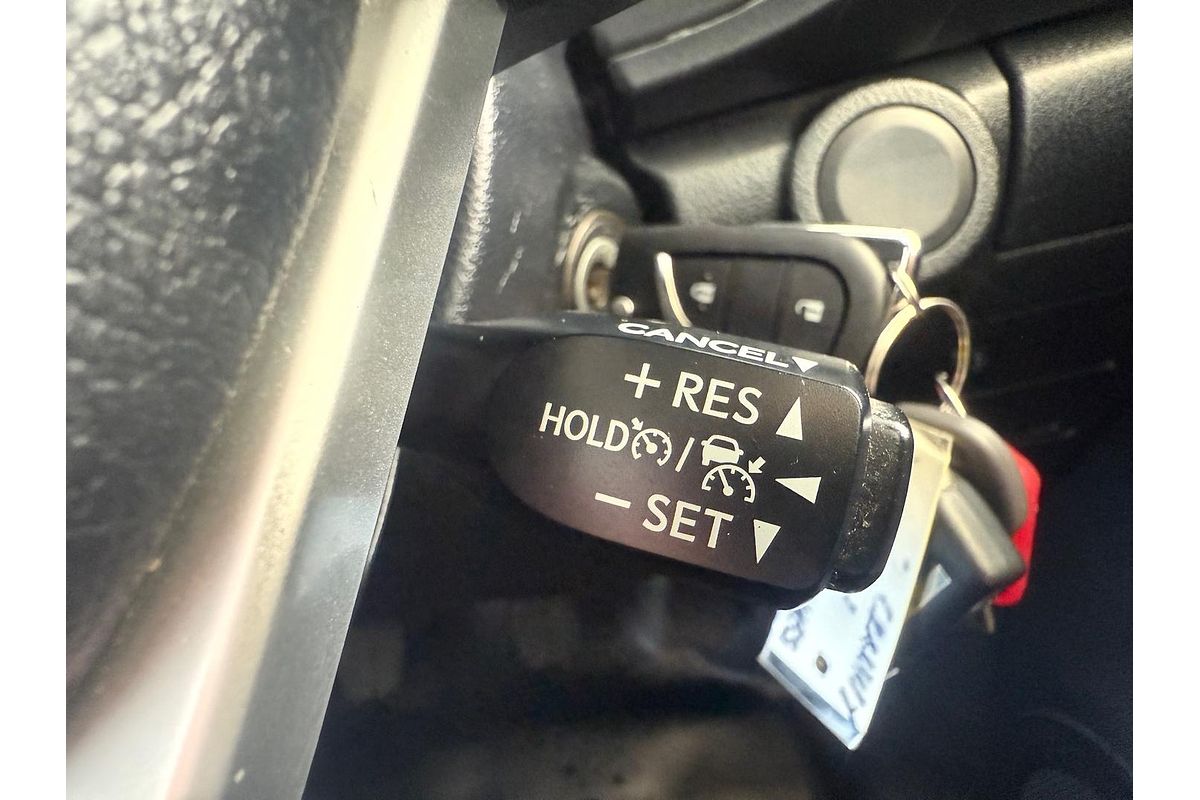 CANCEL
+ RES
HOLD /
− SET